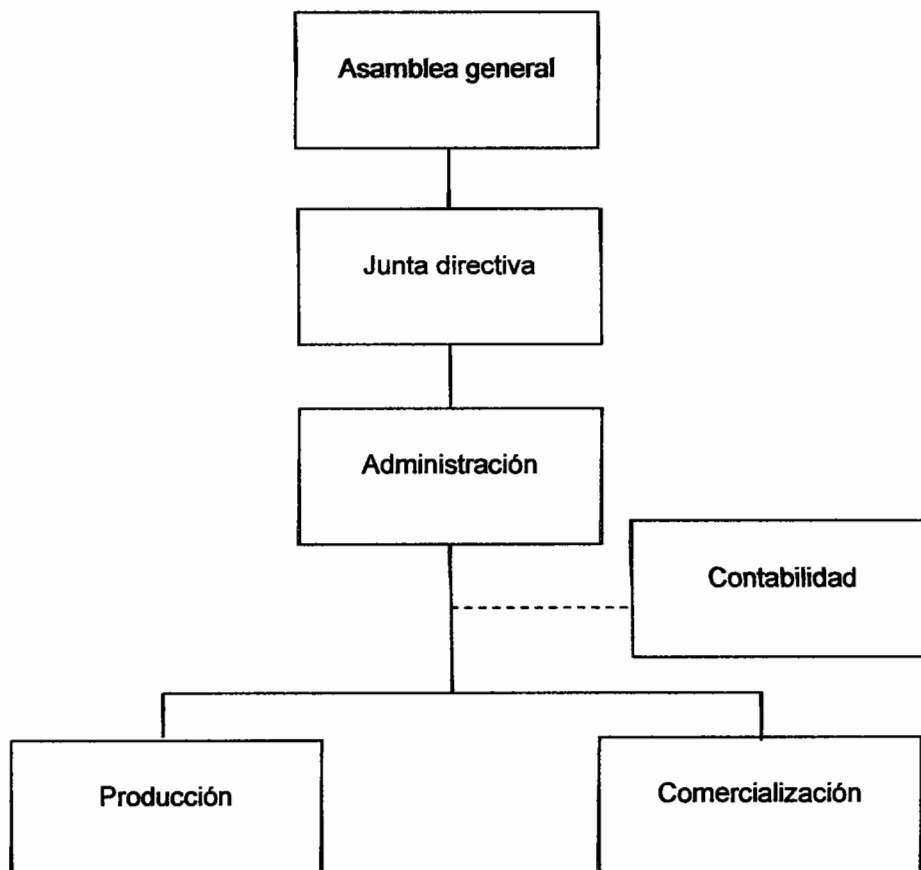 Asamblea general
Junta directiva
Administración
Contabilidad
Producción
Comercialización